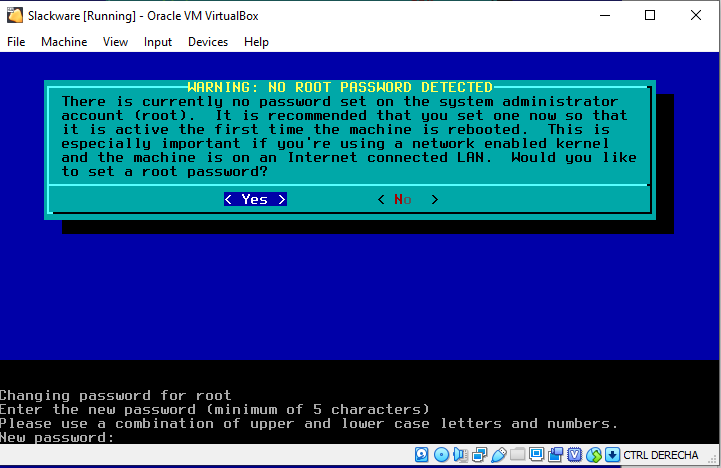 Slackware [Running] - Oracle VM VirtualBox
File Machine View Input Devices Help
WARNING: NO ROOT PASSWORD DETECTED
There is currently no password set on the system administrator
account (root).  It is recommended that you set one now so that
it is active the first time the machine is rebooted.  This is
especially important if you're using a network enabled kernel
and the machine is on an Internet connected LAN.  Would you like
to set a root password?
< Yes > < No >
Changing password for root
Enter the new password (minimum of 5 characters)
Please use a combination of upper and lower case letters and numbers.
New password:
CTRL DERECHA